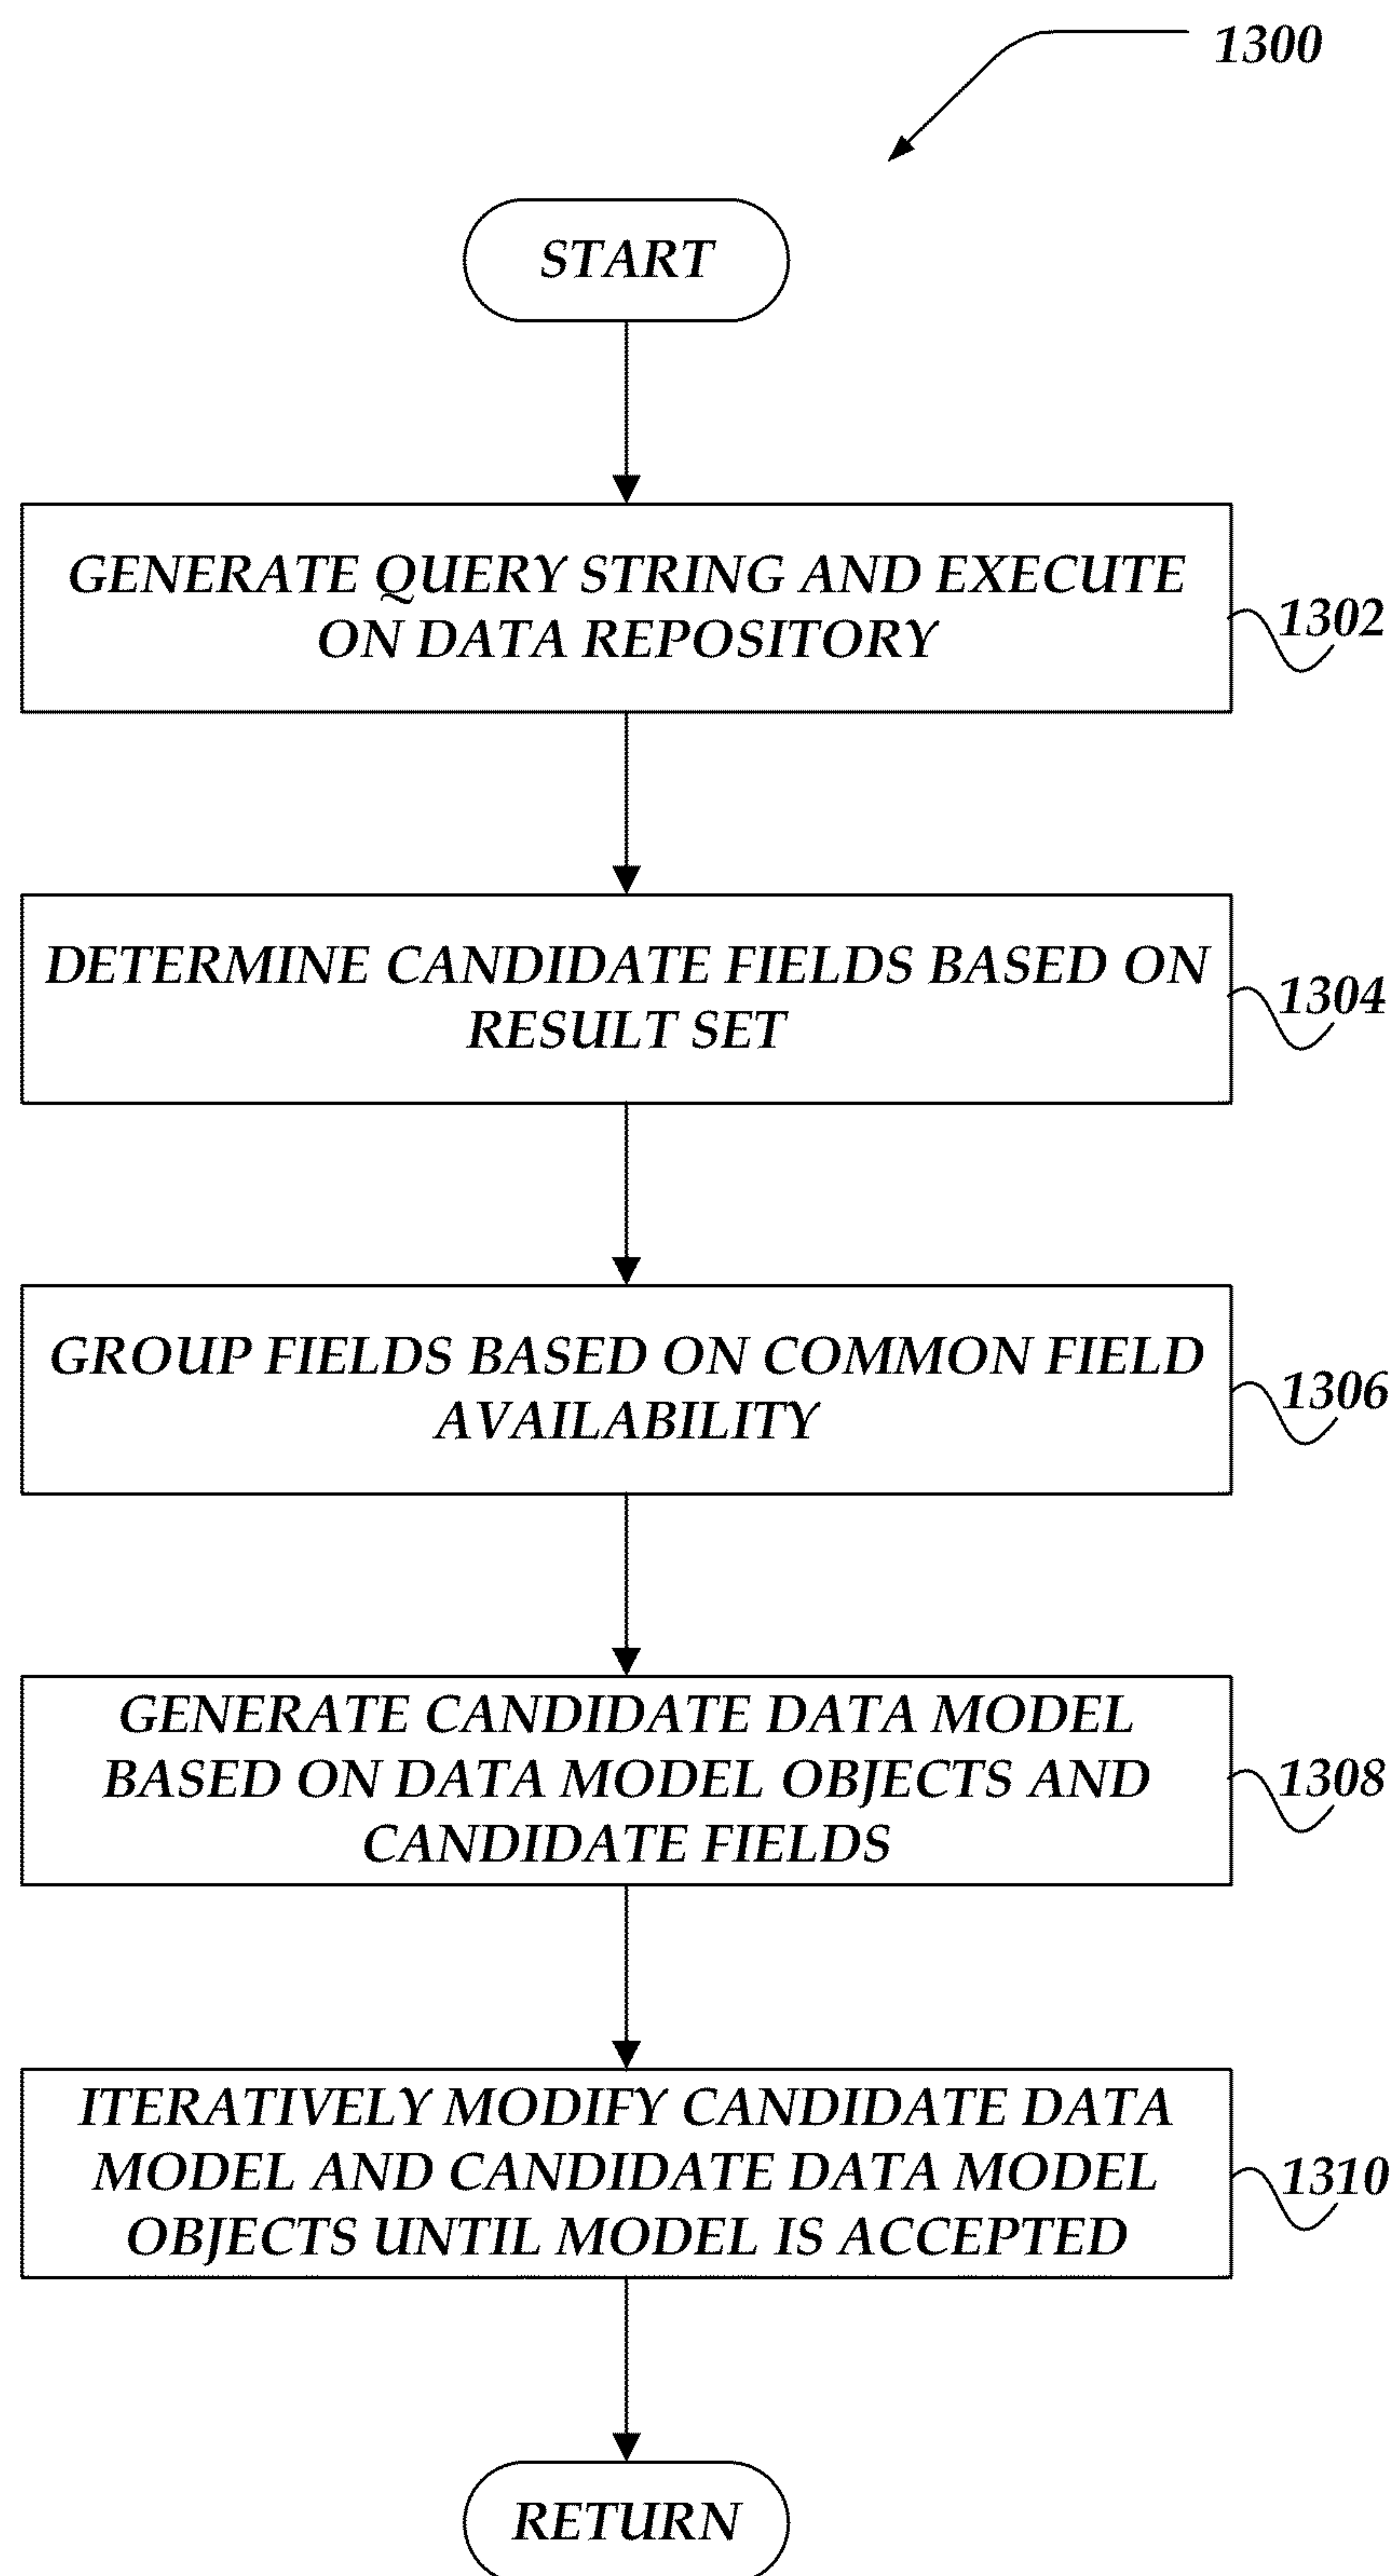 1300
START
GENERATE QUERY STRING AND EXECUTE
ON DATA REPOSITORY
1302
DETERMINE CANDIDATE FIELDS BASED ON
RESULT SET
1304
GROUP FIELDS BASED ON COMMON FIELD
AVAILABILITY
1306
GENERATE CANDIDATE DATA MODEL
BASED ON DATA MODEL OBJECTS AND
CANDIDATE FIELDS
1308
ITERATIVELY MODIFY CANDIDATE DATA
MODEL AND CANDIDATE DATA MODEL
OBJECTS UNTIL MODEL IS ACCEPTED
1310
RETURN